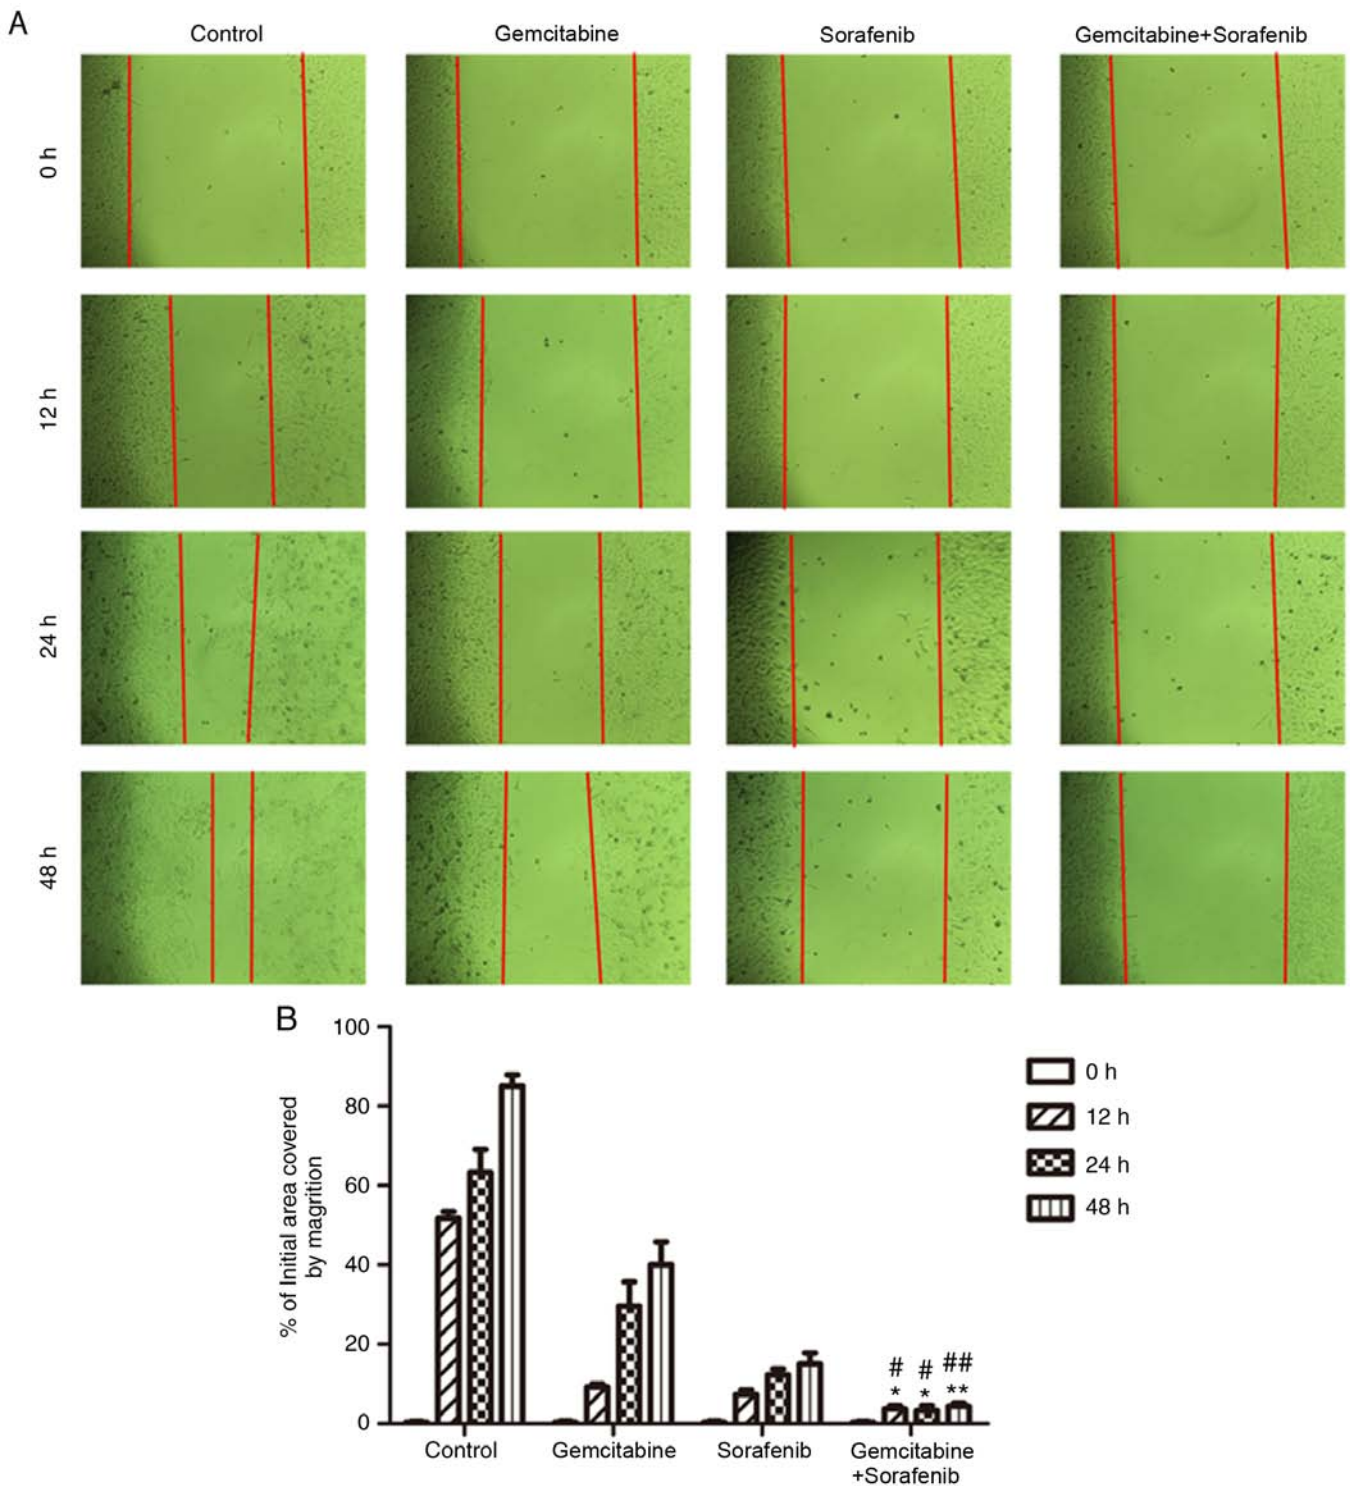 A
Control
Gemcitabine
Sorafenib
Gemcitabine+Sorafenib
0 h
12 h
24 h
48 h
B
% of Initial area covered
by magrition
100
80
60
40
20
0
# # ##
* * **
Control
Gemcitabine
Sorafenib
Gemcitabine
+Sorafenib
0 h
12 h
24 h
48 h